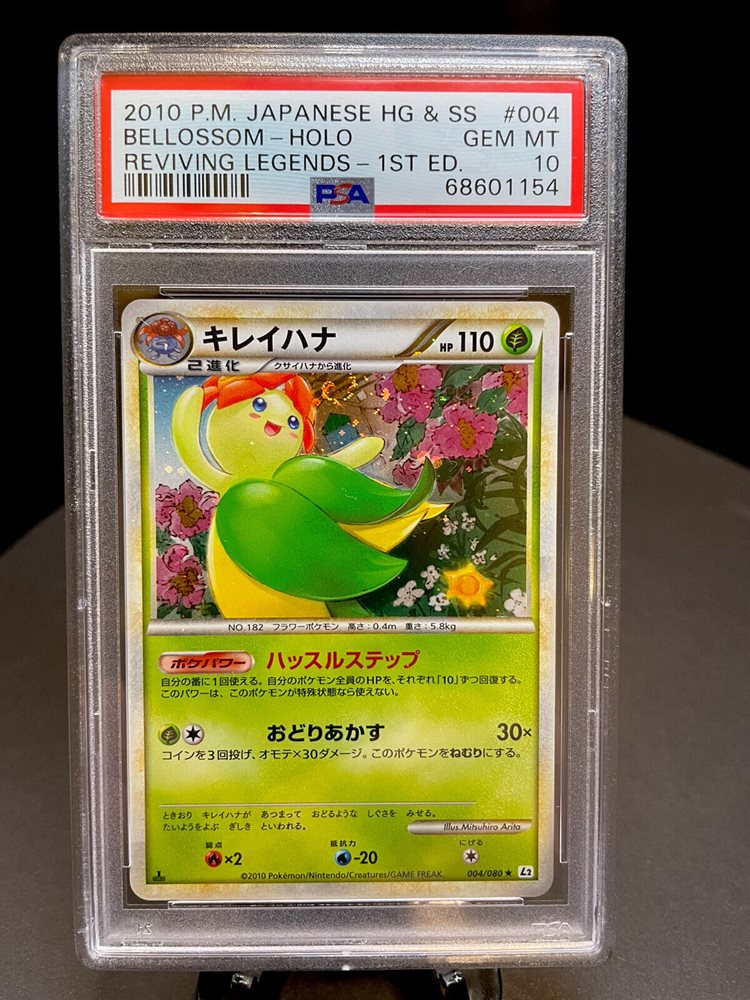 2010 P.M. JAPANESE HG & SS #004
BELLOSSOM - HOLO GEM MT
REVIVING LEGENDS - 1ST ED. 10
PSA 68601154
キレイハナ HP 110
2進化 クサイハナから進化
NO.182 フラワーポケモン 高さ:0.4m 重さ:5.8kg
ポケパワー ハッスルステップ
自分の番に1回使える。自分のポケモン全員のHPを、それぞれ「10」ずつ回復する。
このパワーは、このポケモンが特殊状態なら使えない。
おどりあかす 30×
コインを3回投げ、オモテ×30ダメージ。このポケモンをねむりにする。
ときおり キレイハナが あつまって おどるような しぐさを みせる。
たいようをよぶ ぎしき と いわれる。
Illus.Mitsuhiro Arita
弱点 抵抗力 にげる
×2 -20
1
©2010 Pokémon/Nintendo/Creatures/GAME FREAK. 004/080 ★ L2